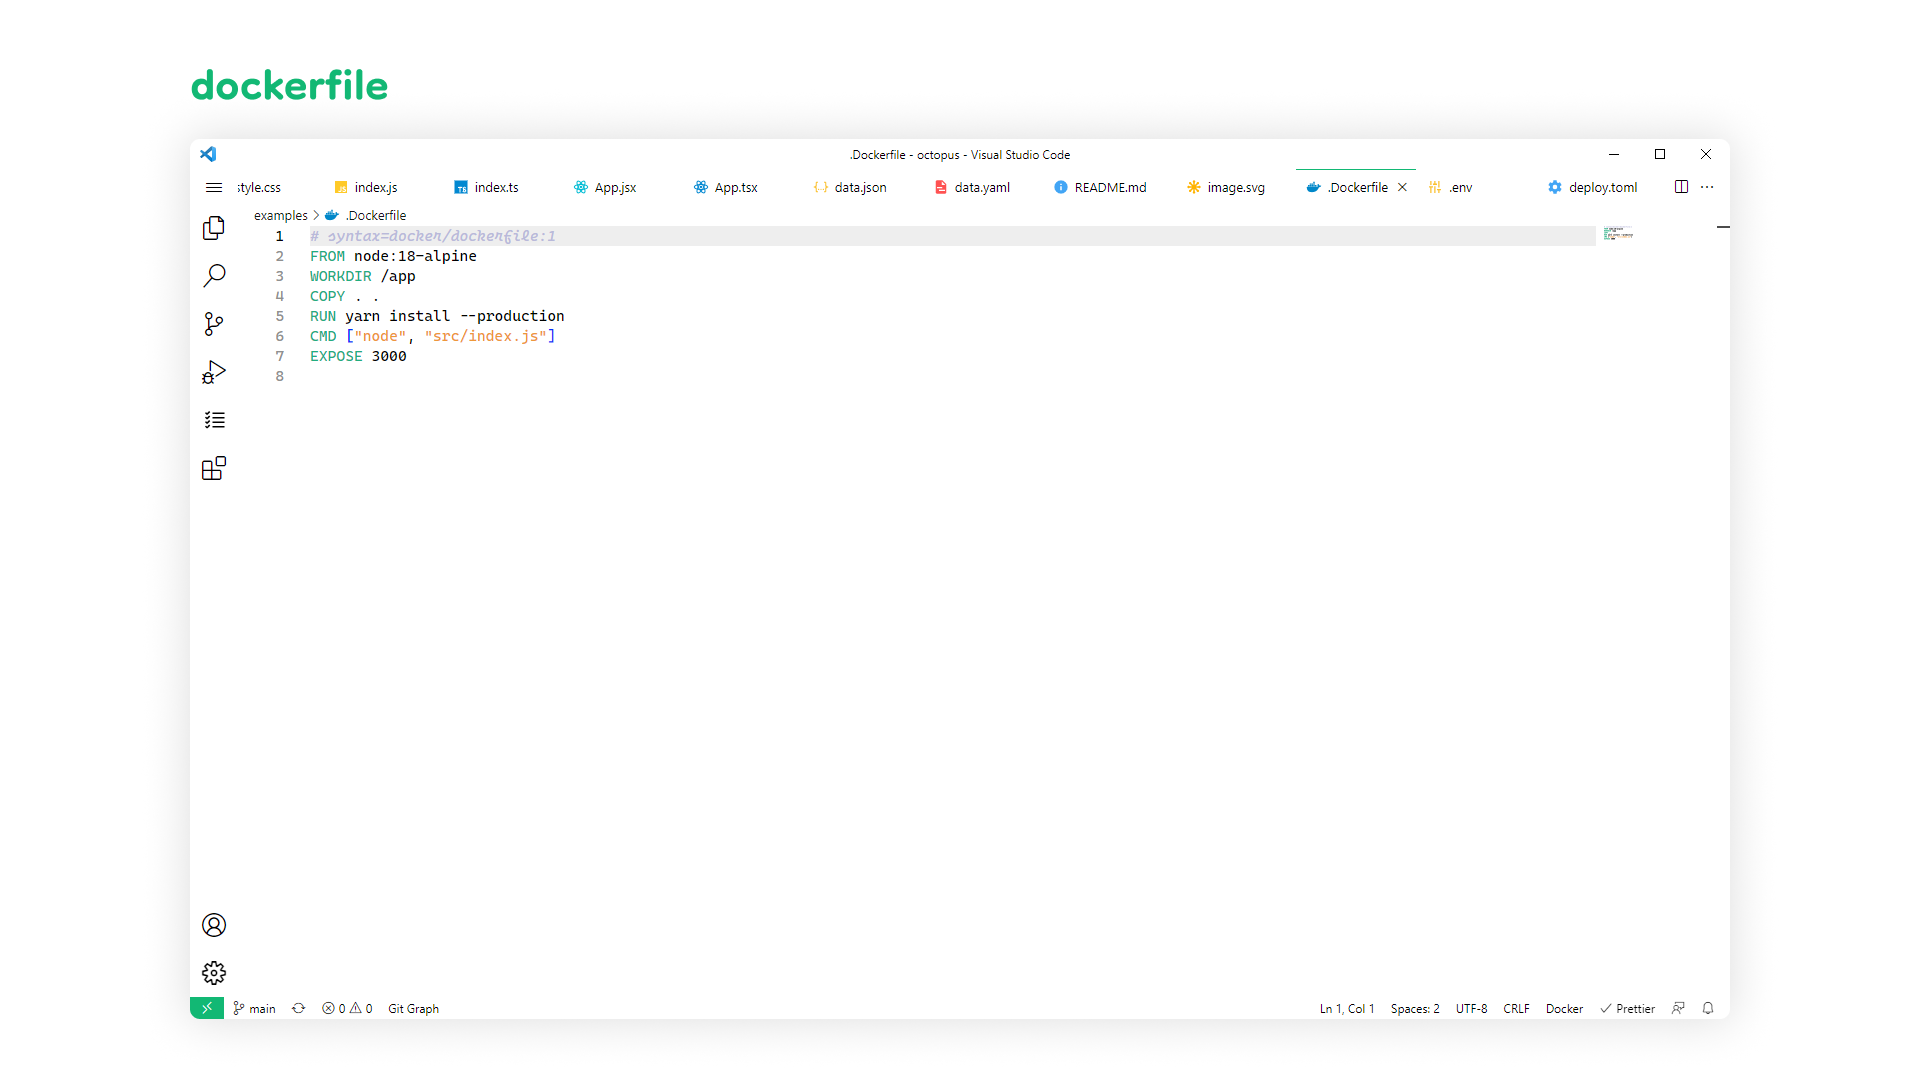 dockerfile
.Dockerfile - octopus - Visual Studio Code
style.css index.js index.ts App.jsx App.tsx data.json data.yaml README.md image.svg .Dockerfile .env deploy.toml
examples > .Dockerfile
1 # syntax=docker/dockerfile:1
2 FROM node:18-alpine
3 WORKDIR /app
4 COPY . .
5 RUN yarn install --production
6 CMD ["node", "src/index.js"]
7 EXPOSE 3000
8
main 0 0 Git Graph Ln 1, Col 1 Spaces: 2 UTF-8 CRLF Docker Prettier